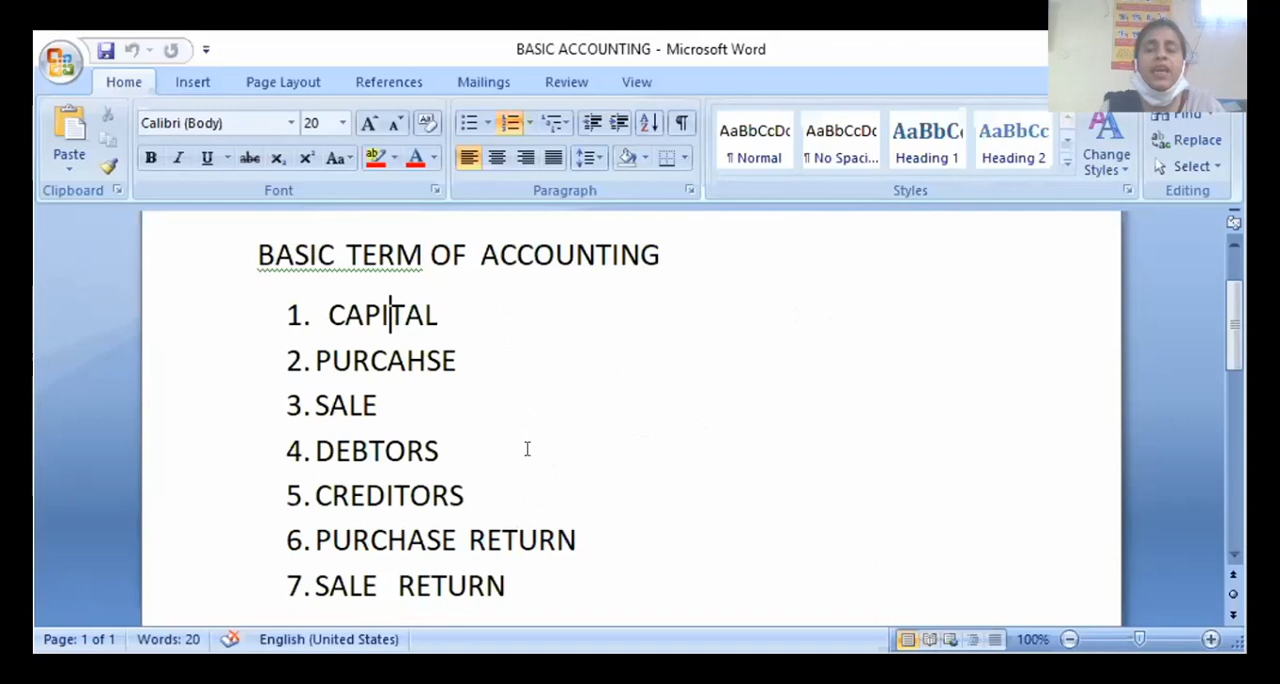 BASIC ACCOUNTING - Microsoft Word
Home Insert Page Layout References Mailings Review View
Calibri (Body) 20
AaBbCcDc AaBbCcDc AaBbC AaBbCc
Paste
¶ Normal ¶ No Spaci... Heading 1 Heading 2
Change Styles
Find
Replace
Select
Clipboard Font Paragraph Styles Editing
BASIC TERM OF ACCOUNTING
1. CAPITAL
2. PURCAHSE
3. SALE
4. DEBTORS
5. CREDITORS
6. PURCHASE RETURN
7. SALE RETURN
Page: 1 of 1 Words: 20 English (United States) 100%